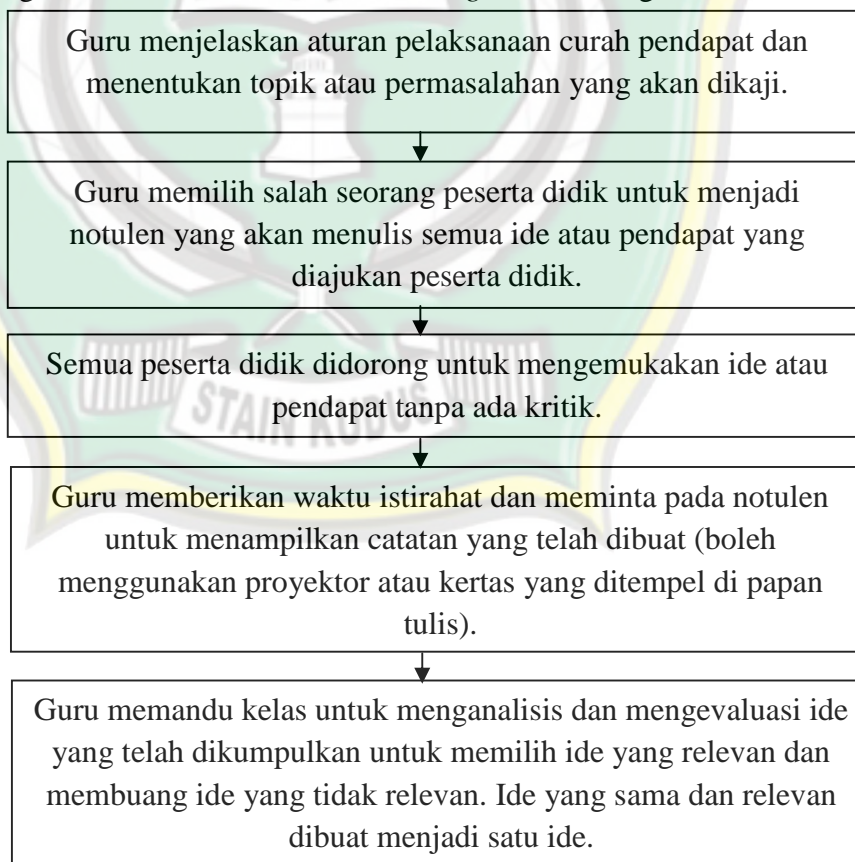 Guru menjelaskan aturan pelaksanaan curah pendapat dan
menentukan topik atau permasalahan yang akan dikaji.
Guru memilih salah seorang peserta didik untuk menjadi
notulen yang akan menulis semua ide atau pendapat yang
diajukan peserta didik.
Semua peserta didik didorong untuk mengemukakan ide atau
pendapat tanpa ada kritik.
STAIN KUDUS
Guru memberikan waktu istirahat dan meminta pada notulen
untuk menampilkan catatan yang telah dibuat (boleh
menggunakan proyektor atau kertas yang ditempel di papan
tulis).
Guru memandu kelas untuk menganalisis dan mengevaluasi ide
yang telah dikumpulkan untuk memilih ide yang relevan dan
membuang ide yang tidak relevan. Ide yang sama dan relevan
dibuat menjadi satu ide.